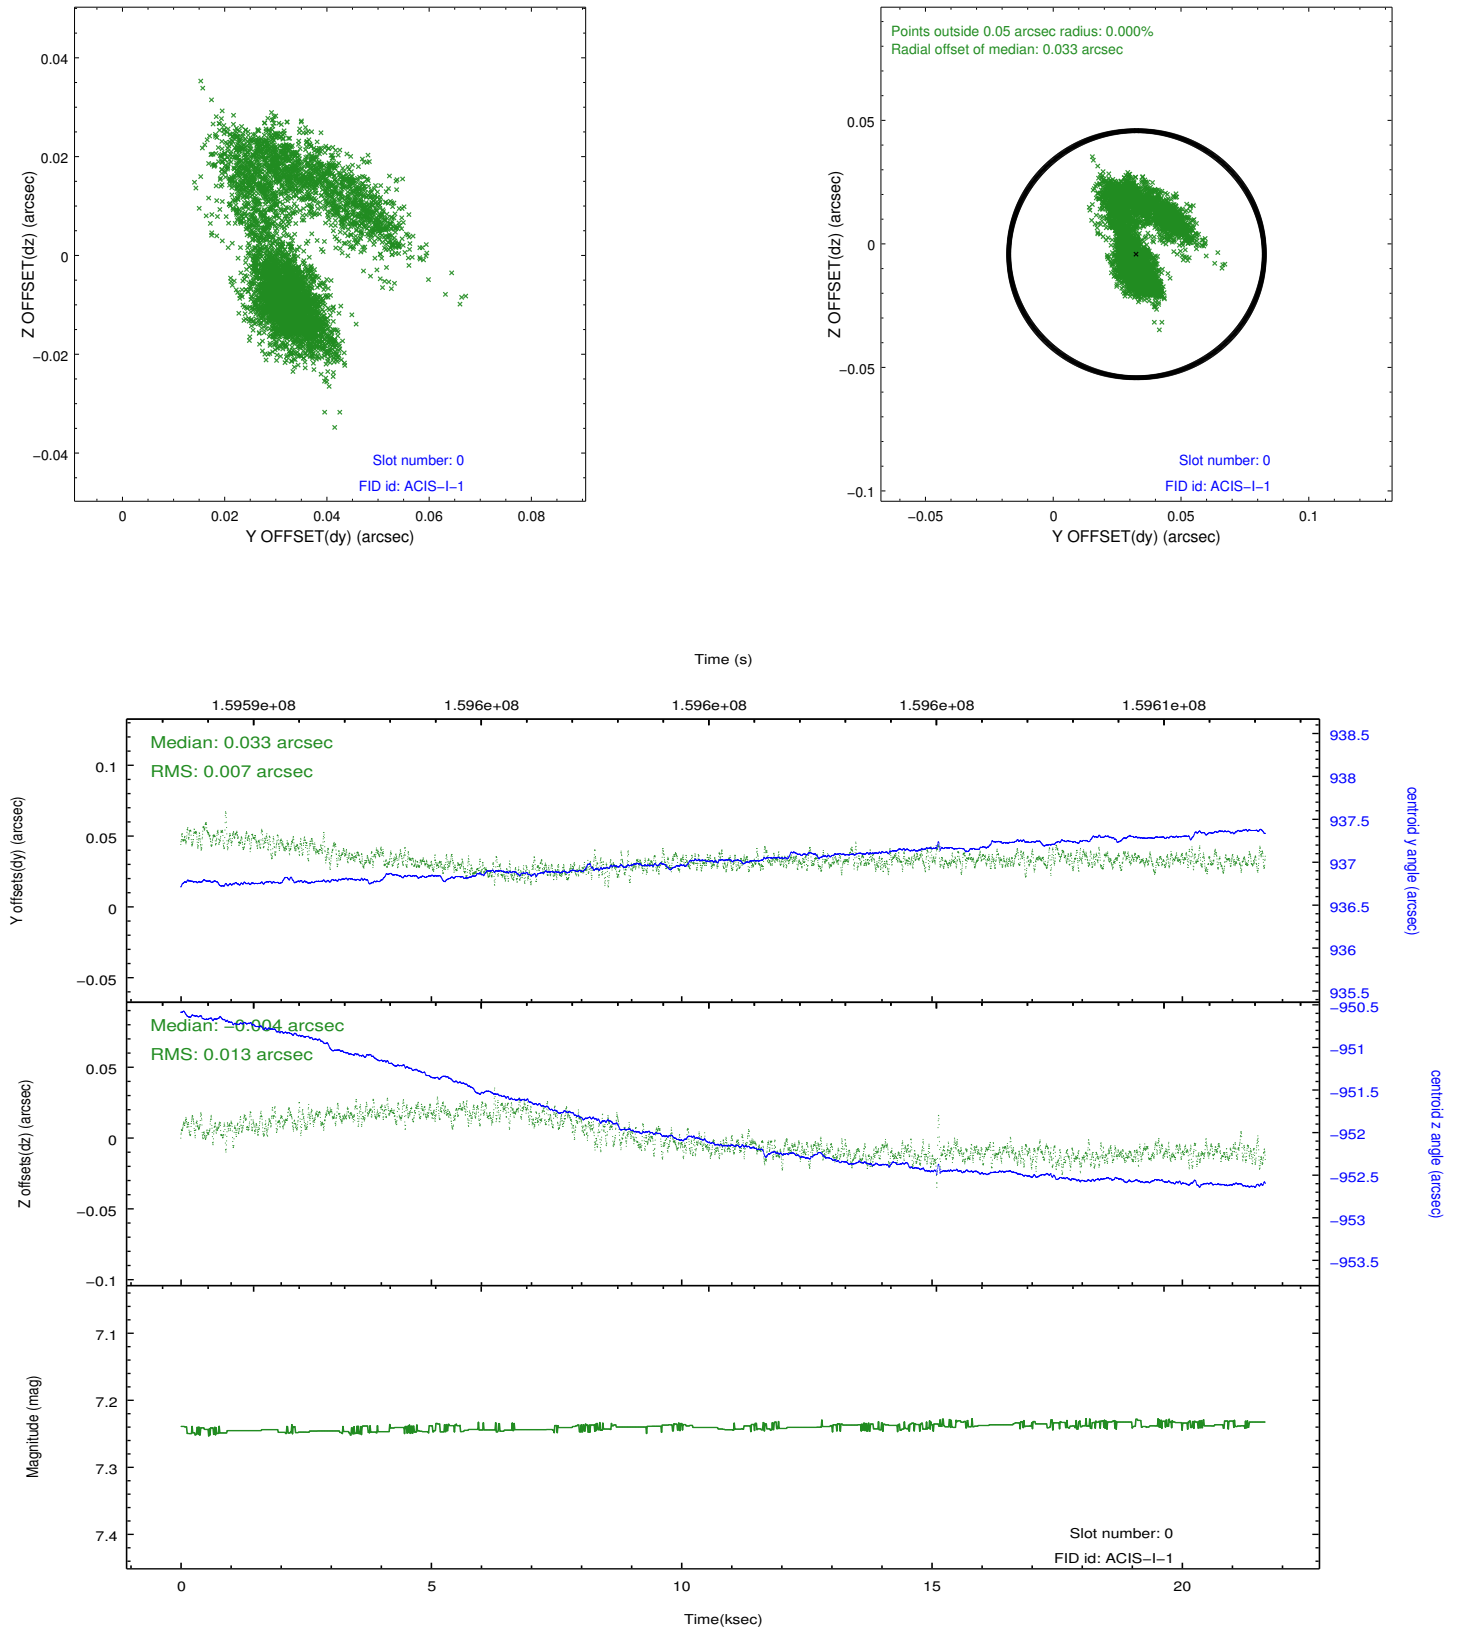 0.04
0.02
0
−0.02
−0.04
Z OFFSET(dz) (arcsec)
Slot number: 0
FID id: ACIS−I−1
0 0.02 0.04 0.06 0.08
Y OFFSET(dy) (arcsec)
Points outside 0.05 arcsec radius: 0.000%
Radial offset of median: 0.033 arcsec
0.05
0
−0.05
−0.1
Z OFFSET(dz) (arcsec)
Slot number: 0
FID id: ACIS−I−1
−0.05 0 0.05 0.1
Y OFFSET(dy) (arcsec)
Time (s)
1.5959e+08 1.596e+08 1.596e+08 1.596e+08 1.5961e+08
Median: 0.033 arcsec
RMS: 0.007 arcsec
0.1
0.05
0
−0.05
Y offsets(dy) (arcsec)
938.5
938
937.5
937
936.5
936
935.5
centroid y angle (arcsec)
Median: −0.004 arcsec
RMS: 0.013 arcsec
0.05
0
−0.05
−0.1
Z offsets(dz) (arcsec)
−950.5
−951
−951.5
−952
−952.5
−953
−953.5
centroid z angle (arcsec)
7.1
7.2
7.3
7.4
Magnitude (mag)
Slot number: 0
FID id: ACIS−I−1
0 5 10 15 20
Time(ksec)